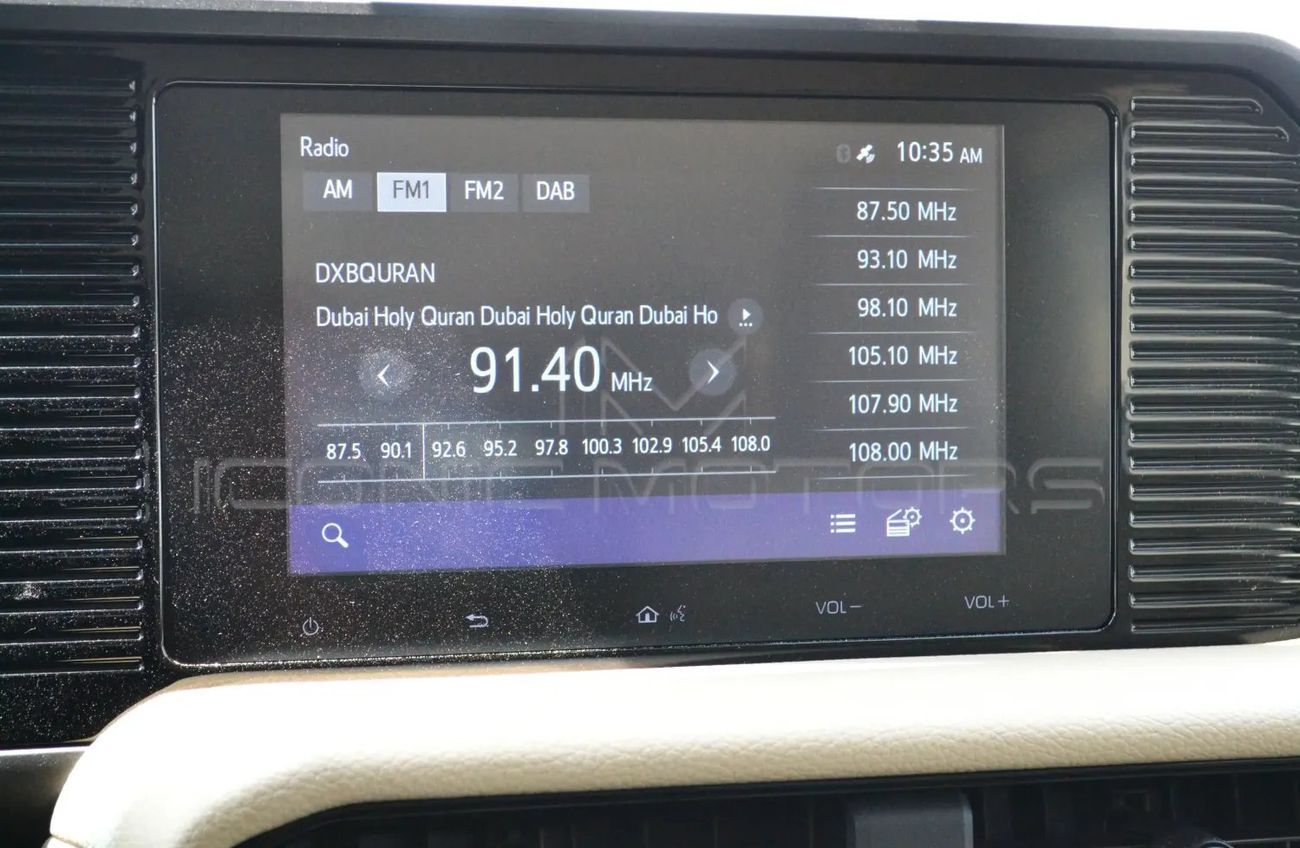 Radio
10:35 AM
AM FM1 FM2 DAB
DXBQURAN
Dubai Holy Quran Dubai Holy Quran Dubai Ho
91.40 MHz
87.5 90.1 92.6 95.2 97.8 100.3 102.9 105.4 108.0
87.50 MHz
93.10 MHz
98.10 MHz
105.10 MHz
107.90 MHz
108.00 MHz
ICONIC MOTORS
VOL− VOL+